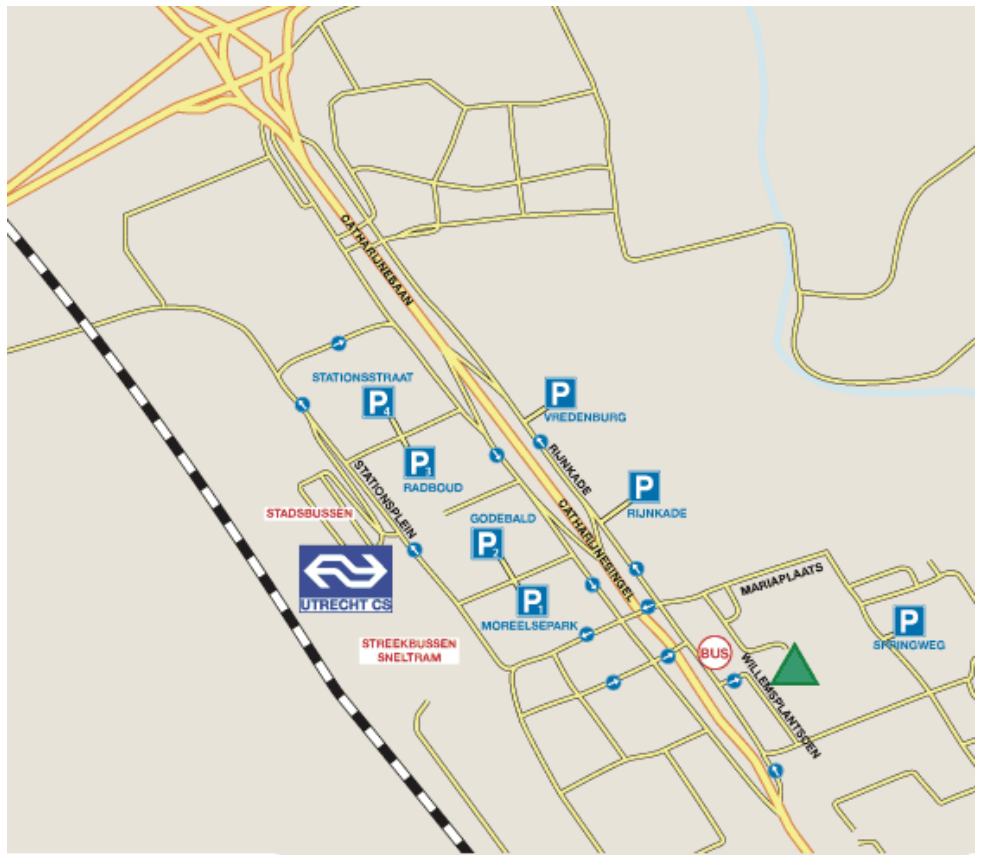 CATHARIJNEBAAN
STATIONSSTRAAT
P4
P
VREDENBURG
P3
RADBOUD
RIJNKADE
STATIONSPLEIN
P
RIJNKADE
STADSBUSSEN
GODEBALD
P2
CATHARIJNESINGEL
UTRECHT CS
P1
MOREELSEPARK
MARIAPLAATS
P
SPRINGWEG
STREEKBUSSEN
SNELTRAM
BUS
WILLEMSPLANTSOEN